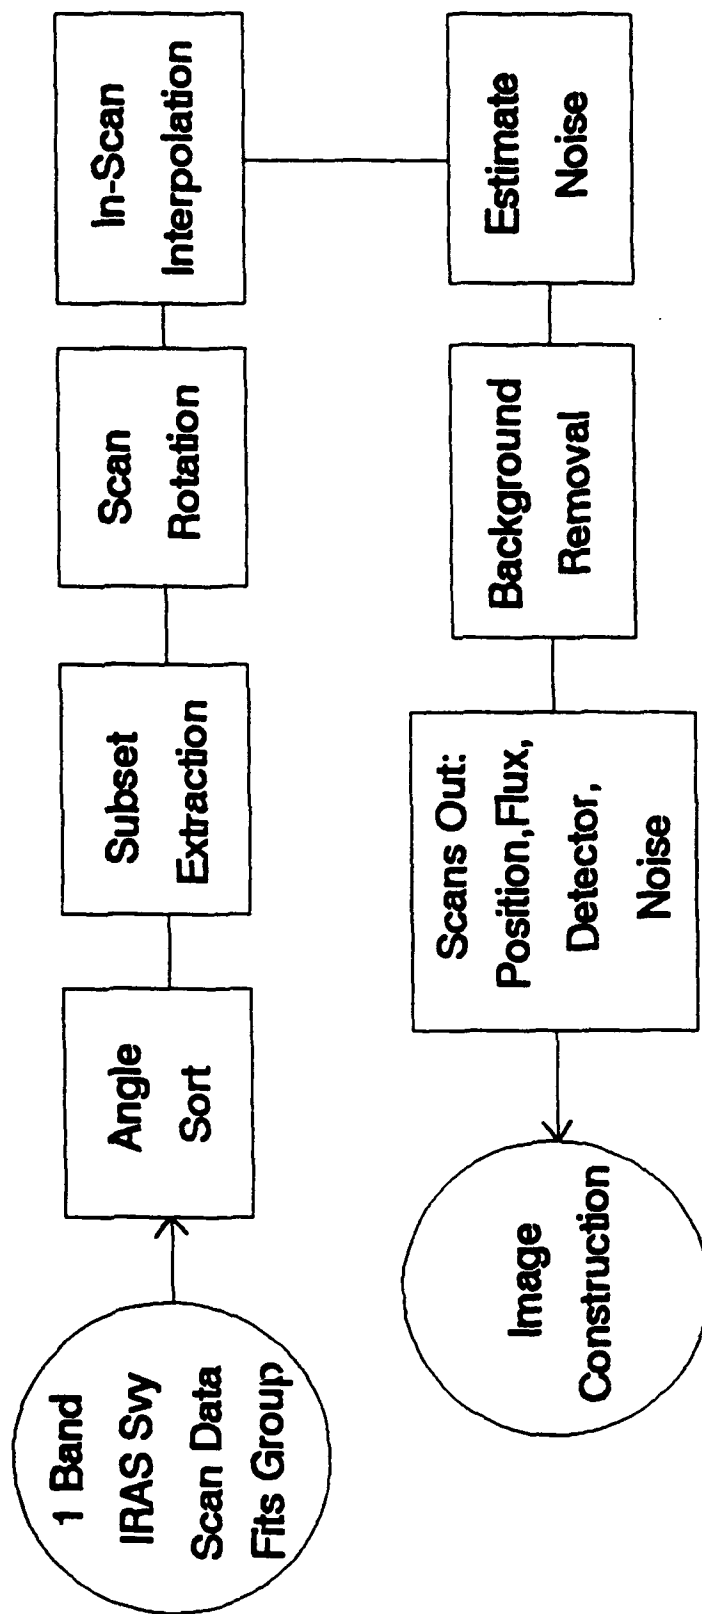 1 Band
IRAS Svy
Scan Data
Fits Group
Angle
Sort
Subset
Extraction
Scan
Rotation
In-Scan
Interpolation
Estimate
Noise
Background
Removal
Scans Out:
Position,Flux,
Detector,
Noise
Image
Construction